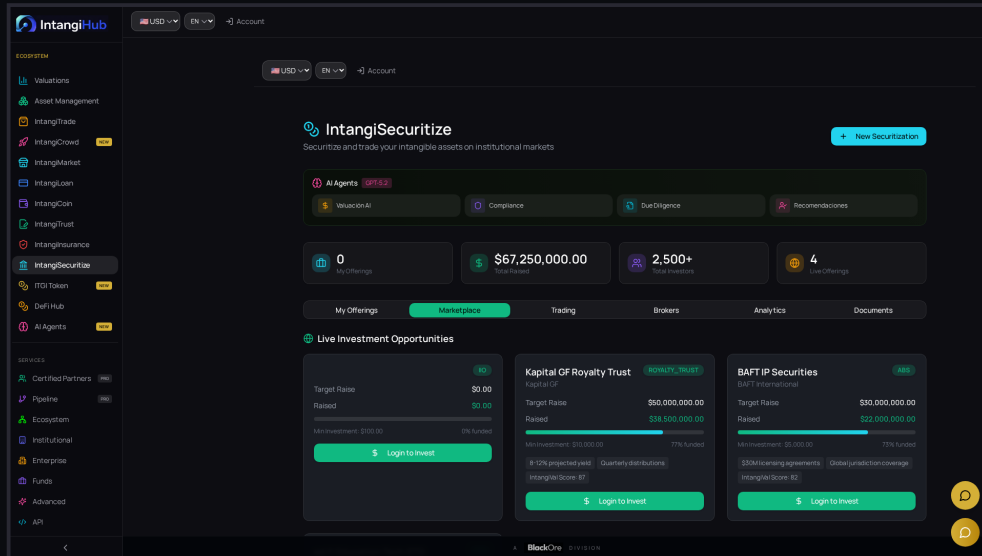 IntangiHub
USD EN Account
ECOSYSTEM
Valuations
Asset Management
IntangiTrade
IntangiCrowd NEW
IntangiMarket
IntangiLoan
IntangiCoin
IntangiTrust
IntangiInsurance
IntangiSecuritize
ITGI Token NEW
DeFi Hub
AI Agents NEW
SERVICES
Certified Partners PRO
Pipeline PRO
Ecosystem
Institutional
Enterprise
Funds
Advanced
API
USD EN Account
IntangiSecuritize
Securitize and trade your intangible assets on institutional markets
+ New Securitization
AI Agents GPT-5.2
Valuación AI
Compliance
Due Diligence
Recomendaciones
0
My Offerings
$67,250,000.00
Total Raised
2,500+
Total Investors
4
Live Offerings
My Offerings Marketplace Trading Brokers Analytics Documents
Live Investment Opportunities
IIO
Target Raise $0.00
Raised $0.00
Min Investment: $100.00 0% funded
$ Login to Invest
Kapital GF Royalty Trust ROYALTY_TRUST
Kapital GF
Target Raise $50,000,000.00
Raised $38,500,000.00
Min Investment: $10,000.00 77% funded
8-12% projected yield Quarterly distributions
IntangiVal Score: 87
$ Login to Invest
BAFT IP Securities ABS
BAFT International
Target Raise $30,000,000.00
Raised $22,000,000.00
Min Investment: $5,000.00 73% funded
$30M licensing agreements Global jurisdiction coverage
IntangiVal Score: 82
$ Login to Invest
BlackOre DIVISION